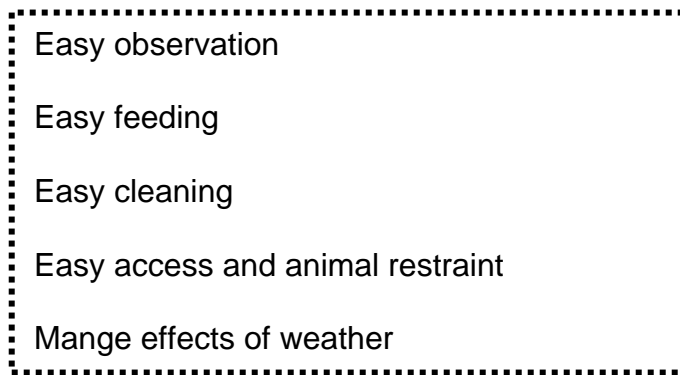 Easy observation
Easy feeding
Easy cleaning
Easy access and animal restraint
Mange effects of weather